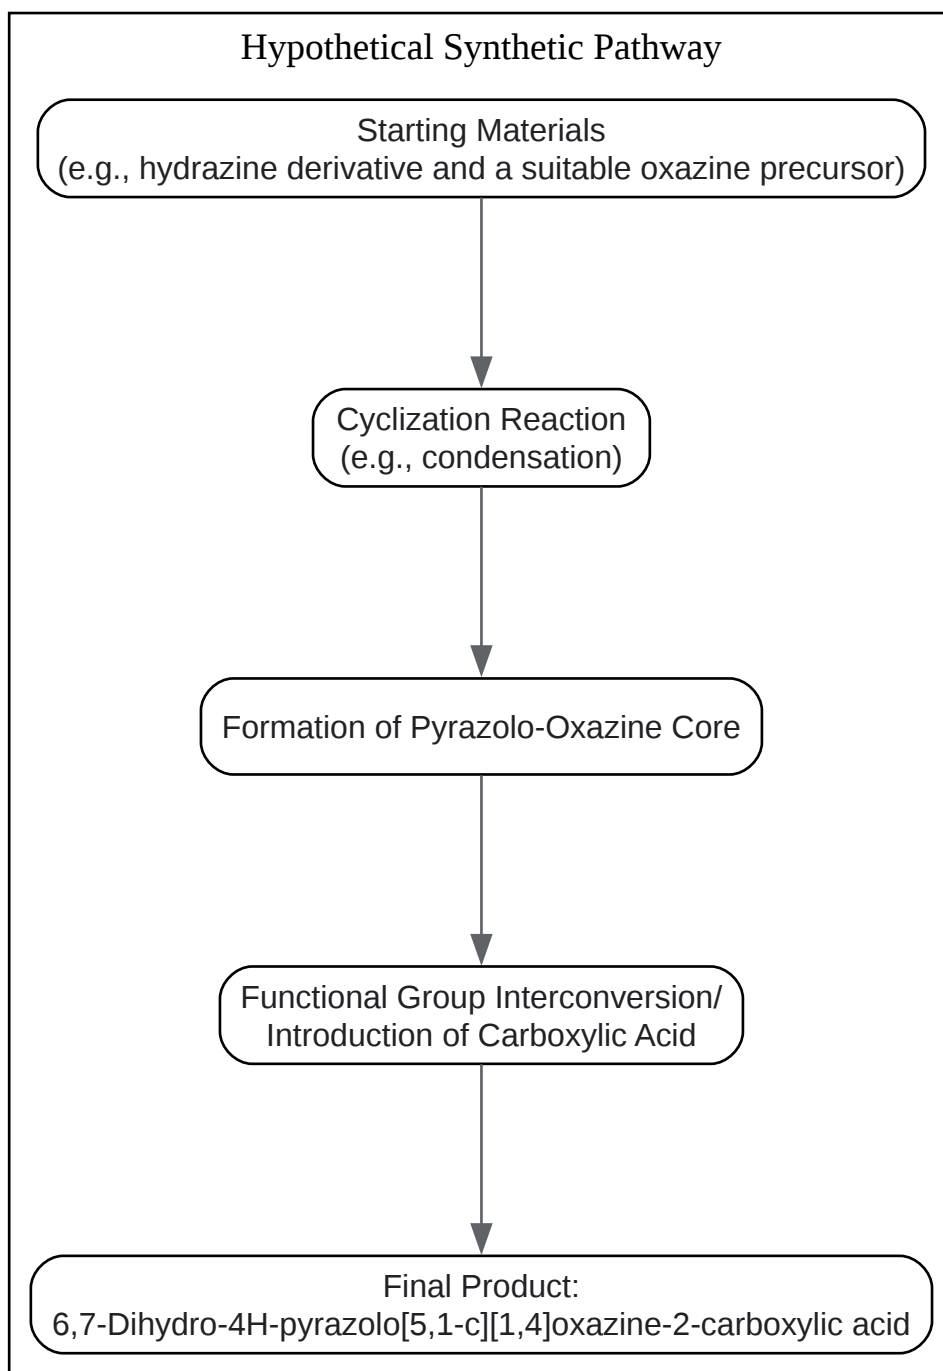 Hypothetical Synthetic Pathway
Starting Materials
(e.g., hydrazine derivative and a suitable oxazine precursor)
Cyclization Reaction
(e.g., condensation)
Formation of Pyrazolo-Oxazine Core
Functional Group Interconversion/
Introduction of Carboxylic Acid
Final Product:
6,7-Dihydro-4H-pyrazolo[5,1-c][1,4]oxazine-2-carboxylic acid